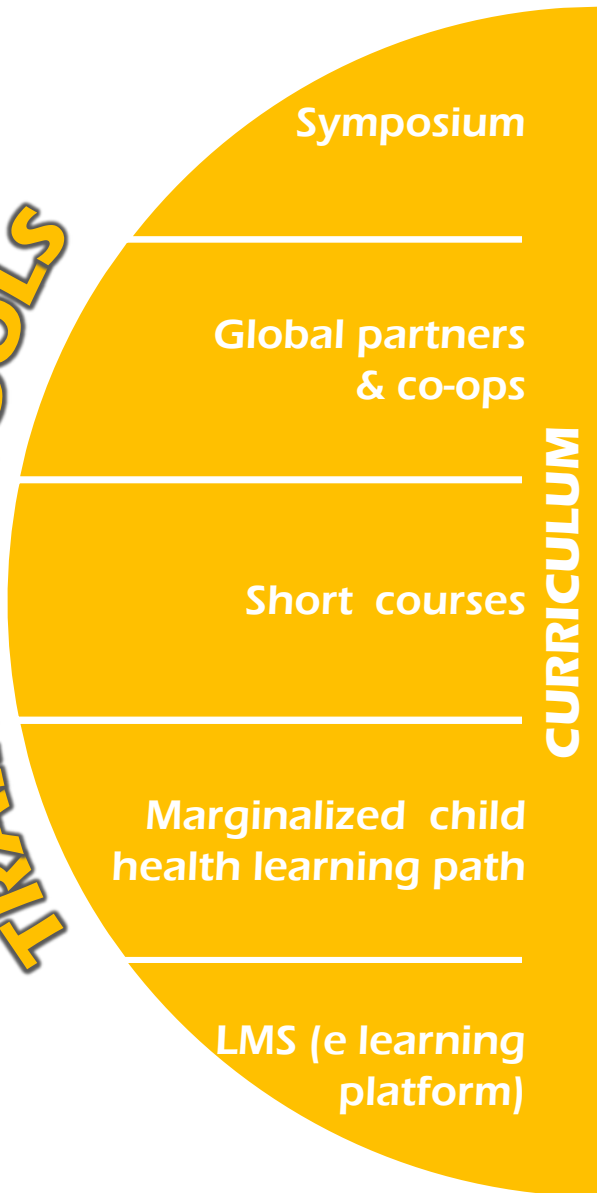 Symposium
Global partners
& co-ops
Short courses
Marginalized child
health learning path
LMS (e learning
platform)
CURRICULUM